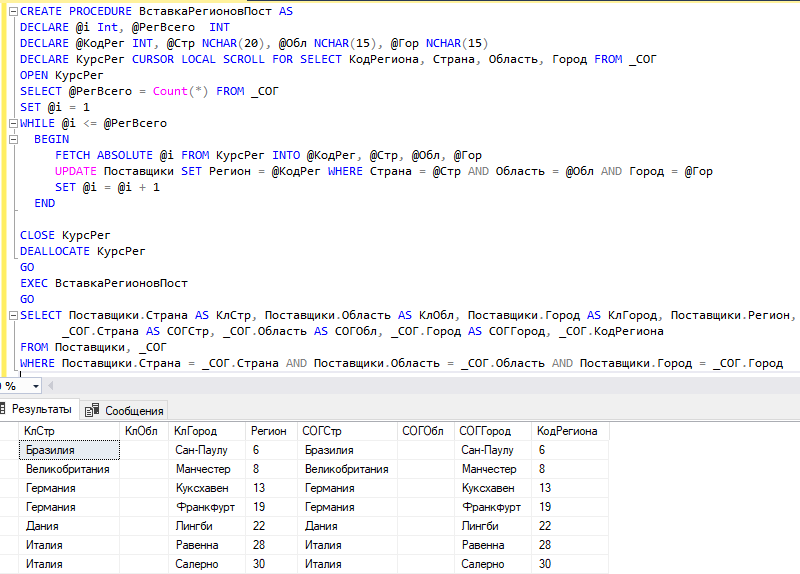 CREATE PROCEDURE ВставкаРегионовПост AS
DECLARE @i Int, @РегВсего  INT
DECLARE @КодРег INT, @Стр NCHAR(20), @Обл NCHAR(15), @Гор NCHAR(15)
DECLARE КурсРег CURSOR LOCAL SCROLL FOR SELECT КодРегиона, Страна, Область, Город FROM _СОГ
OPEN КурсРег
SELECT @РегВсего = Count(*) FROM _СОГ
SET @i = 1
WHILE @i <= @РегВсего
BEGIN
FETCH ABSOLUTE @i FROM КурсРег INTO @КодРег, @Стр, @Обл, @Гор
UPDATE Поставщики SET Регион = @КодРег WHERE Страна = @Стр AND Область = @Обл AND Город = @Гор
SET @i = @i + 1
END
CLOSE КурсРег
DEALLOCATE КурсРег
GO
EXEC ВставкаРегионовПост
GO
SELECT Поставщики.Страна AS КлСтр, Поставщики.Область AS КлОбл, Поставщики.Город AS КлГород, Поставщики.Регион,
_СОГ.Страна AS СОГСтр, _СОГ.Область AS СОГОбл, _СОГ.Город AS СОГГород, _СОГ.КодРегиона
FROM Поставщики, _СОГ
WHERE Поставщики.Страна = _СОГ.Страна AND Поставщики.Область = _СОГ.Область AND Поставщики.Город = _СОГ.Город
%
Результаты Сообщения
КлСтр КлОбл КлГород Регион СОГСтр СОГОбл СОГГород КодРегиона
Бразилия Сан-Паулу 6 Бразилия Сан-Паулу 6
Великобритания Манчестер 8 Великобритания Манчестер 8
Германия Куксхавен 13 Германия Куксхавен 13
Германия Франкфурт 19 Германия Франкфурт 19
Дания Лингби 22 Дания Лингби 22
Италия Равенна 28 Италия Равенна 28
Италия Салерно 30 Италия Салерно 30